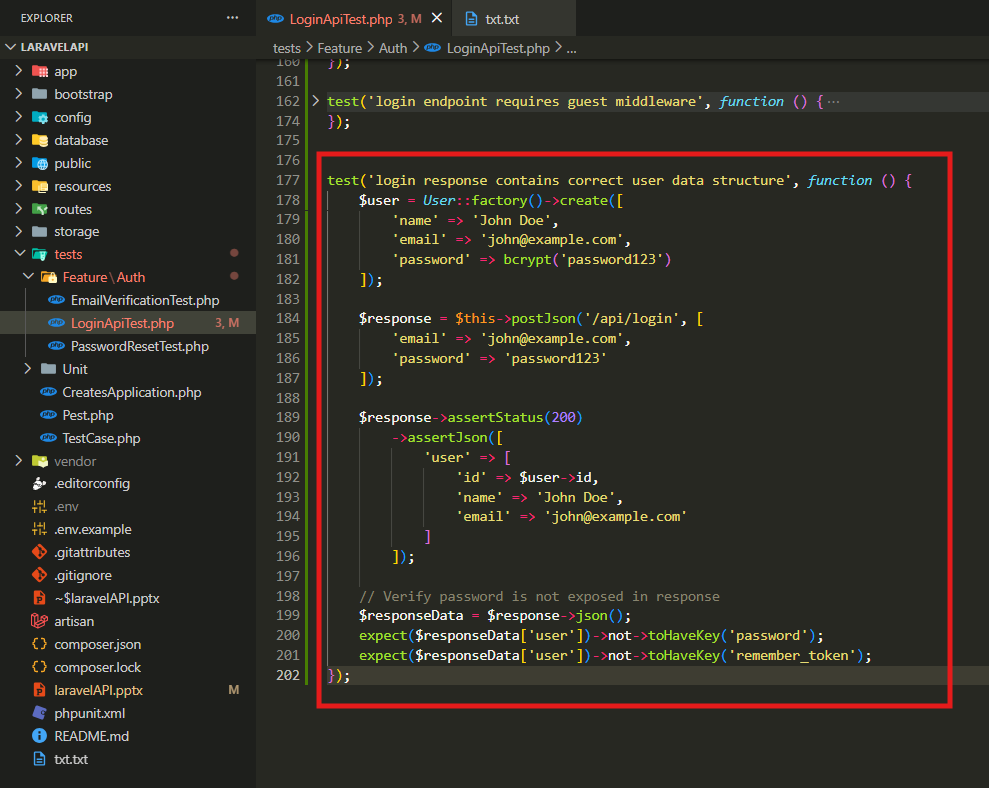 EXPLORER ...
LARAVELAPI
app
bootstrap
config
database
public
resources
routes
storage
tests
Feature\Auth
EmailVerificationTest.php
LoginApiTest.php 3, M
PasswordResetTest.php
Unit
CreatesApplication.php
Pest.php
TestCase.php
vendor
.editorconfig
.env
.env.example
.gitattributes
.gitignore
~$laravelAPI.pptx
artisan
composer.json
composer.lock
laravelAPI.pptx M
phpunit.xml
README.md
txt.txt
LoginApiTest.php 3, M txt.txt
tests > Feature > Auth > LoginApiTest.php > ...
160 });
161
162 test('login endpoint requires guest middleware', function () { ...
174 });
175
176
177 test('login response contains correct user data structure', function () {
178     $user = User::factory()->create([
179         'name' => 'John Doe',
180         'email' => 'john@example.com',
181         'password' => bcrypt('password123')
182     ]);
183
184     $response = $this->postJson('/api/login', [
185         'email' => 'john@example.com',
186         'password' => 'password123'
187     ]);
188
189     $response->assertStatus(200)
190         ->assertJson([
191             'user' => [
192                 'id' => $user->id,
193                 'name' => 'John Doe',
194                 'email' => 'john@example.com'
195             ]
196         ]);
197
198     // Verify password is not exposed in response
199     $responseData = $response->json();
200     expect($responseData['user'])->not->toHaveKey('password');
201     expect($responseData['user'])->not->toHaveKey('remember_token');
202 });